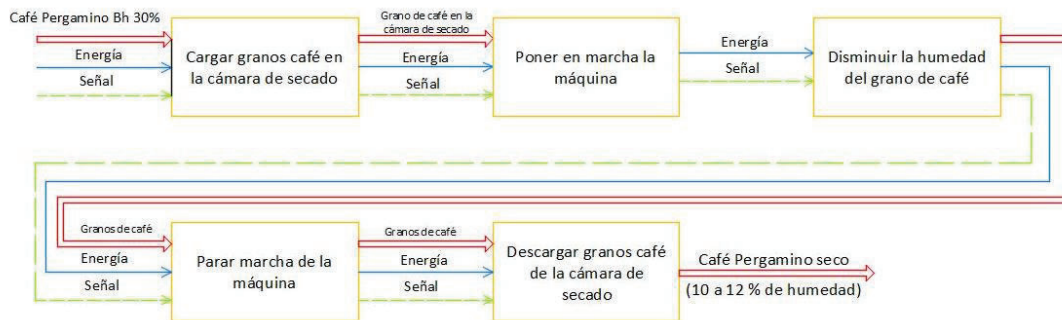 Café Pergamino Bh 30%
Energía
Señal
Cargar granos café en
la cámara de secado
Grano de café en la
cámara de secado
Energía
Señal
Poner en marcha la
máquina
Energía
Señal
Disminuir la humedad
del grano de café
Granos de café
Energía
Señal
Parar marcha de la
máquina
Granos de café
Energía
Señal
Descargar granos café
de la cámara de
secado
Café Pergamino seco
(10 a 12 % de humedad)